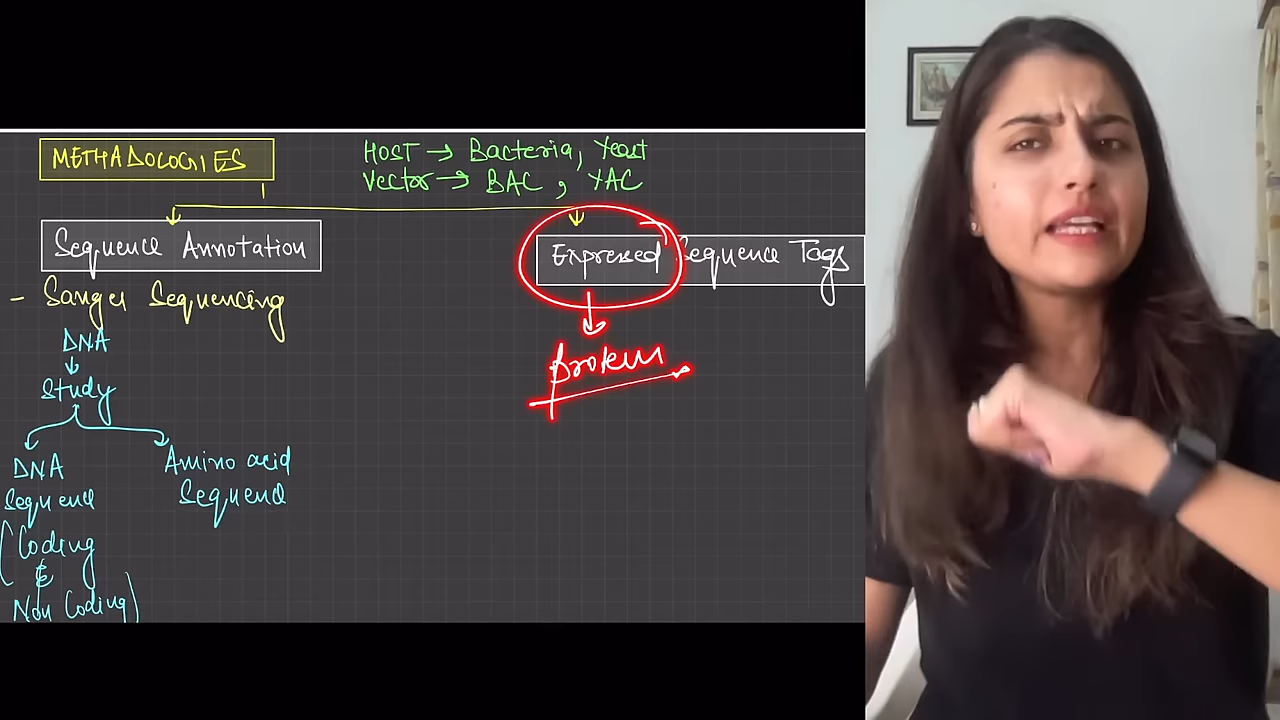 METHADOLOGIES
HOST → Bacteria, Yeast
Vector → BAC, YAC
Sequence Annotation
- Sanger Sequencing
DNA
Study
DNA
Sequence
(Coding
&
Non Coding)
Amino acid
Sequence
Expressed Sequence Tags
Protein